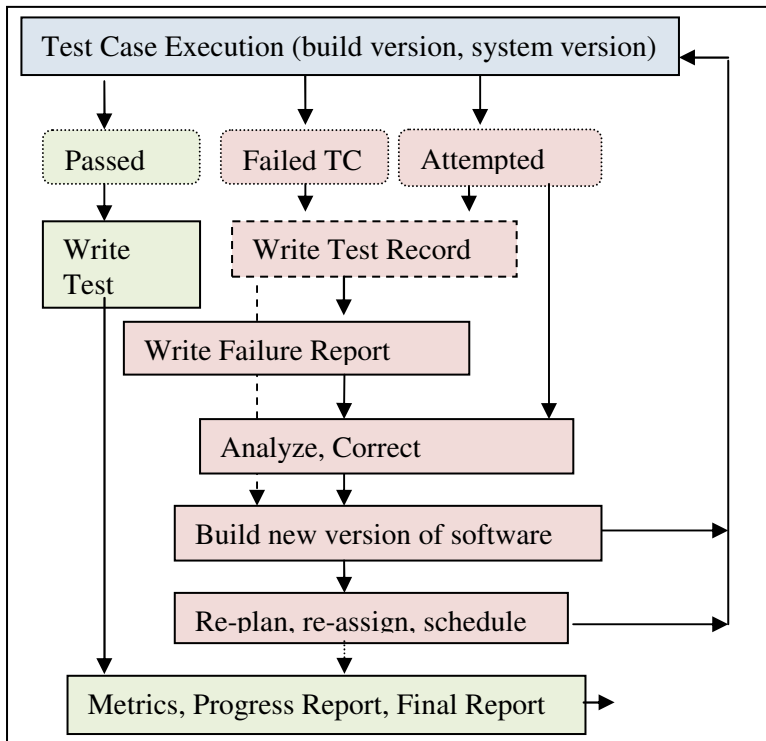 Test Case Execution (build version, system version)
Passed
Failed TC
Attempted
Write
Test
Write Test Record
Write Failure Report
Analyze, Correct
Build new version of software
Re-plan, re-assign, schedule
Metrics, Progress Report, Final Report